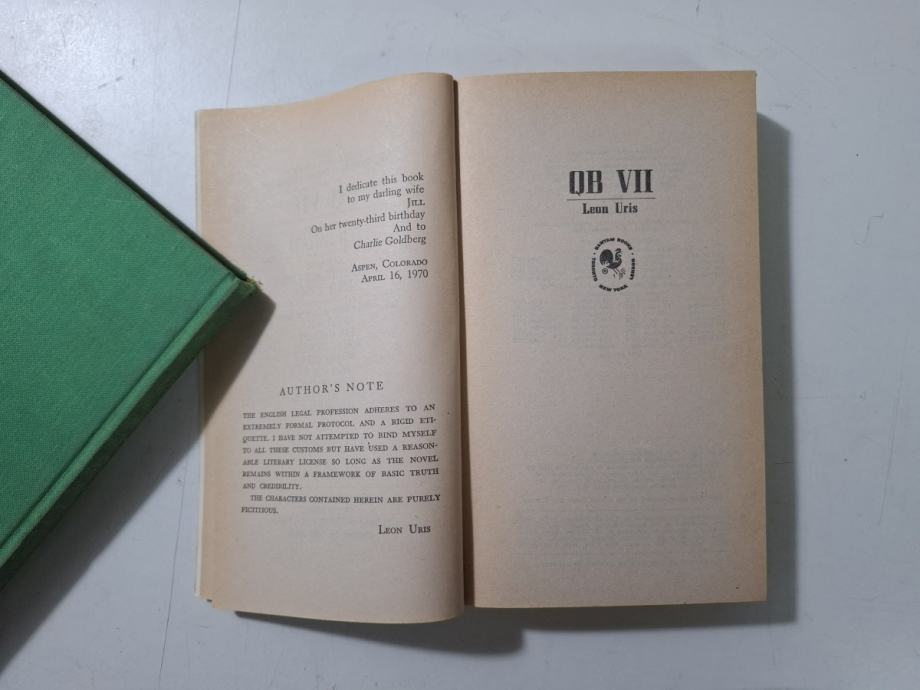 I dedicate this book
to my darling wife
JILL
On her twenty-third birthday
And to
Charlie Goldberg
ASPEN, COLORADO
APRIL 16, 1970
AUTHOR'S NOTE
THE ENGLISH LEGAL PROFESSION ADHERES TO AN
EXTREMELY FORMAL PROTOCOL AND A RIGID ETI-
QUETTE. I HAVE NOT ATTEMPTED TO BIND MYSELF
TO ALL THESE CUSTOMS BUT HAVE USED A REASON-
ABLE LITERARY LICENSE SO LONG AS THE NOVEL
REMAINS WITHIN A FRAMEWORK OF BASIC TRUTH
AND CREDIBILITY.
THE CHARACTERS CONTAINED HEREIN ARE PURELY
FICITIOUS.
LEON URIS
QB VII
Leon Uris
BANTAM BOOKS
TORONTO · NEW YORK · LONDON